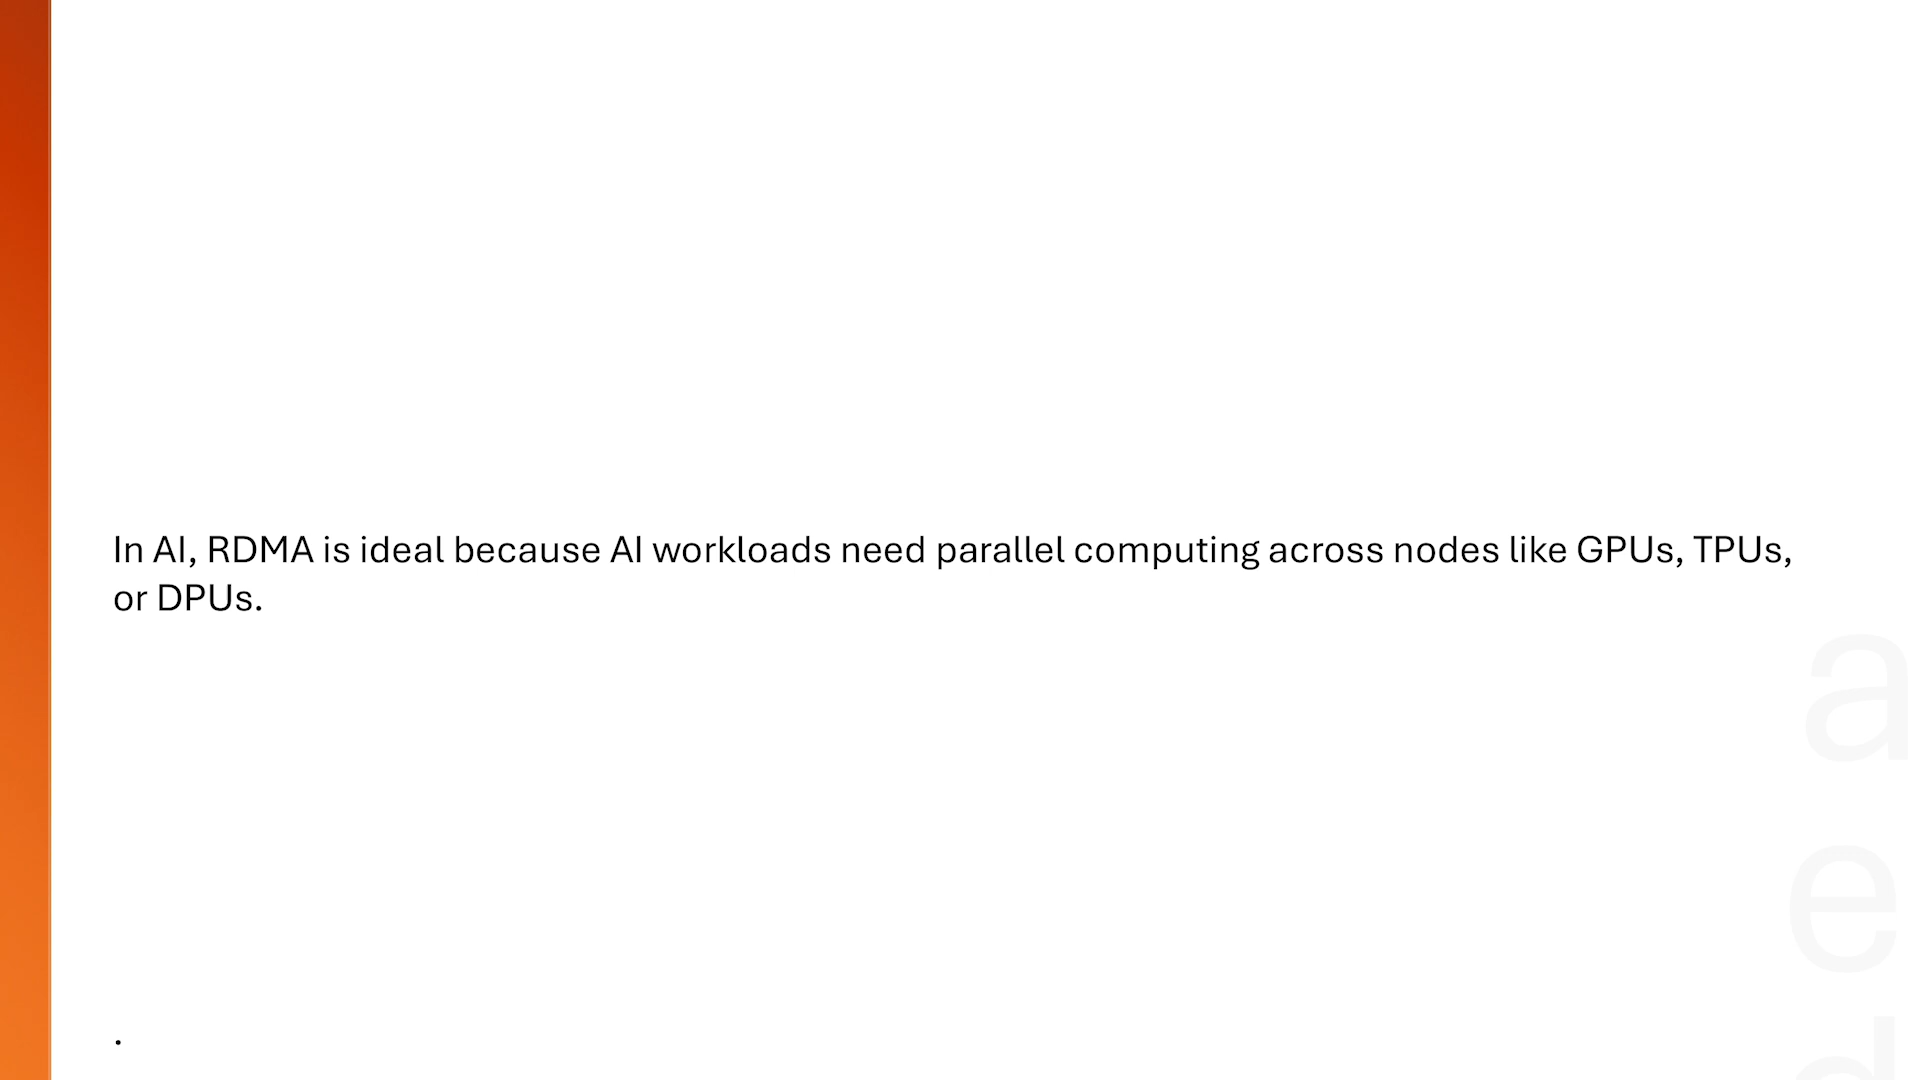 In AI, RDMA is ideal because AI workloads need parallel computing across nodes like GPUs, TPUs,
or DPUs.
a
e
d
.